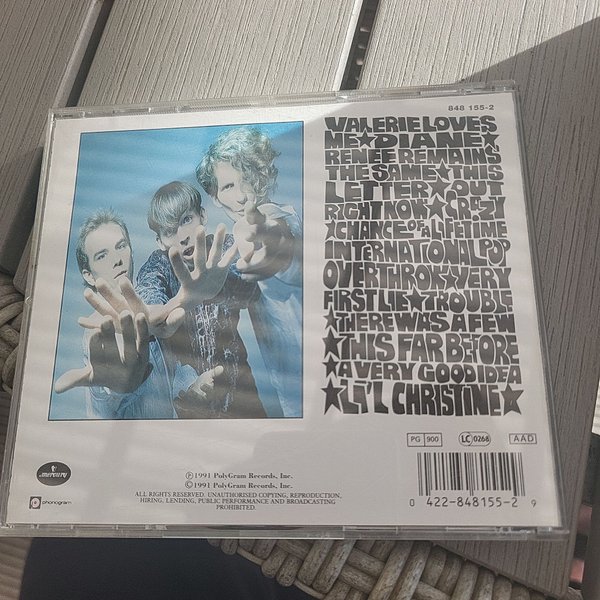 848 155-2
VALERIE LOVES
ME★DIANE★
RENÉE REMAINS
THE SAME★THIS
LETTER★OUT
RIGHT NOW★CRAZY
★CHANCE OF A LIFETIME
INTERNATIONAL POP
OVERTHROW★VERY
FIRST LIE★TROUBLE
★THERE WAS A FEW
★THIS FAR BEFORE
★A VERY GOOD IDEA
★LI'L CHRISTINE★
PG 900
LC 0268
AAD
mercury
phonogram
℗ 1991 PolyGram Records, Inc.
© 1991 PolyGram Records, Inc.
ALL RIGHTS RESERVED. UNAUTHORISED COPYING, REPRODUCTION,
HIRING, LENDING, PUBLIC PERFORMANCE AND BROADCASTING
PROHIBITED.
0 422-848155-2 9